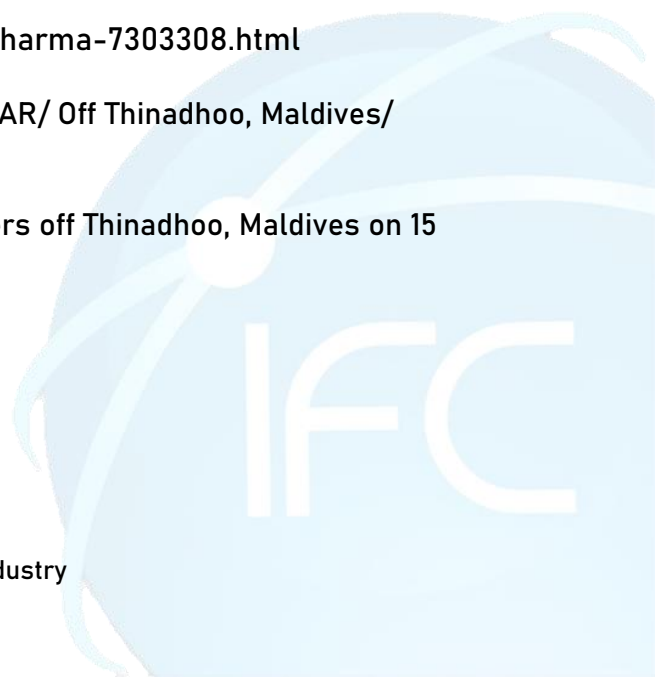 harma-7303308.html
AR/ Off Thinadhoo, Maldives/
rs off Thinadhoo, Maldives on 15
IFC
dustry